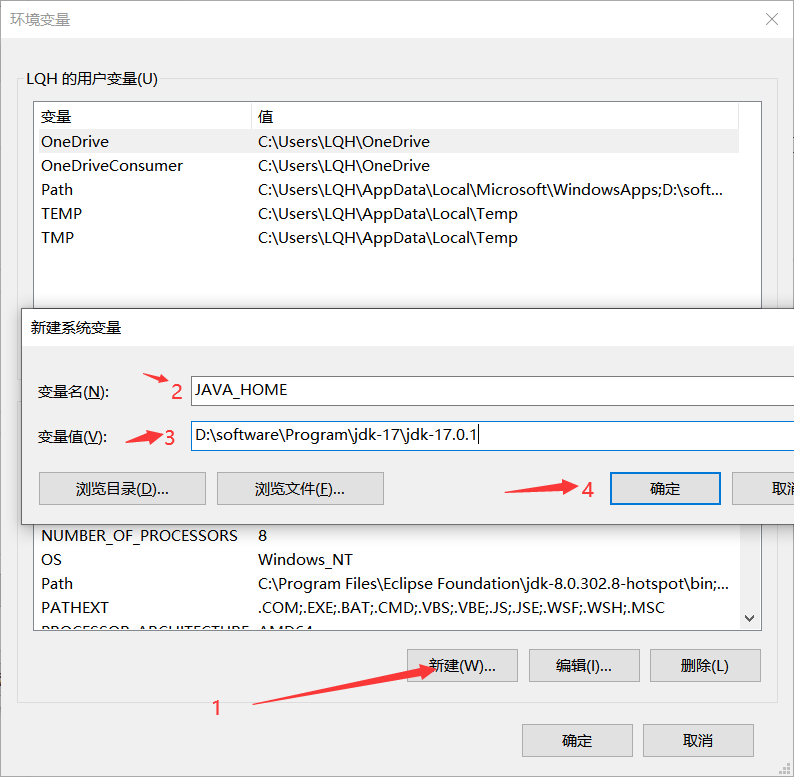 环境变量
LQH 的用户变量(U)
变量 值
OneDrive C:\Users\LQH\OneDrive
OneDriveConsumer C:\Users\LQH\OneDrive
Path C:\Users\LQH\AppData\Local\Microsoft\WindowsApps;D:\soft...
TEMP C:\Users\LQH\AppData\Local\Temp
TMP C:\Users\LQH\AppData\Local\Temp
新建系统变量
变量名(N): 2 JAVA_HOME
变量值(V): 3 D:\software\Program\jdk-17\jdk-17.0.1
浏览目录(D)... 浏览文件(F)... 4 确定 取消
NUMBER_OF_PROCESSORS 8
OS Windows_NT
Path C:\Program Files\Eclipse Foundation\jdk-8.0.302.8-hotspot\bin;...
PATHEXT .COM;.EXE;.BAT;.CMD;.VBS;.VBE;.JS;.JSE;.WSF;.WSH;.MSC
PROCESSOR_ARCHITECTURE AMD64
新建(W)... 编辑(I)... 删除(L)
1
确定 取消